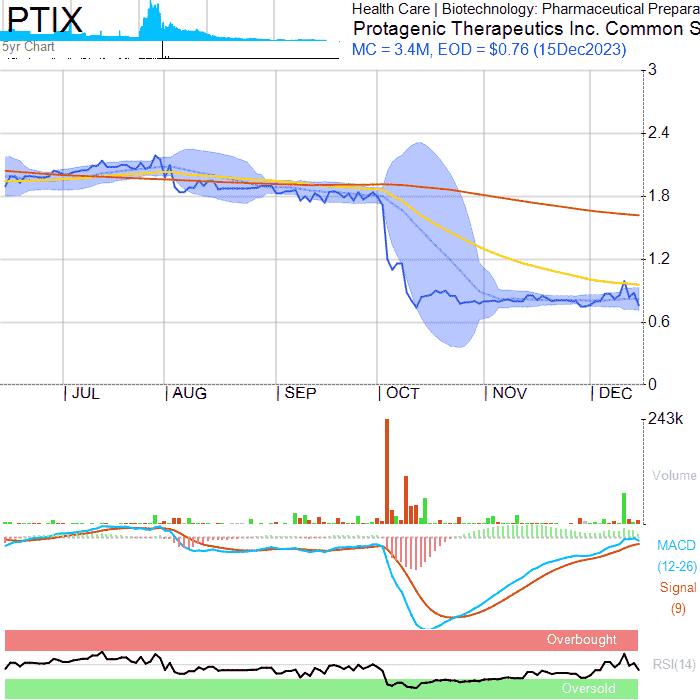 PTIX
5yr Chart
Health Care | Biotechnology: Pharmaceutical Prepara
Protagenic Therapeutics Inc. Common S
MC = 3.4M, EOD = $0.76 (15Dec2023)
3
2.4
1.8
1.2
0.6
0
JUL AUG SEP OCT NOV DEC
243k
Volume
MACD
(12-26)
Signal
(9)
Overbought
RSI(14)
Oversold